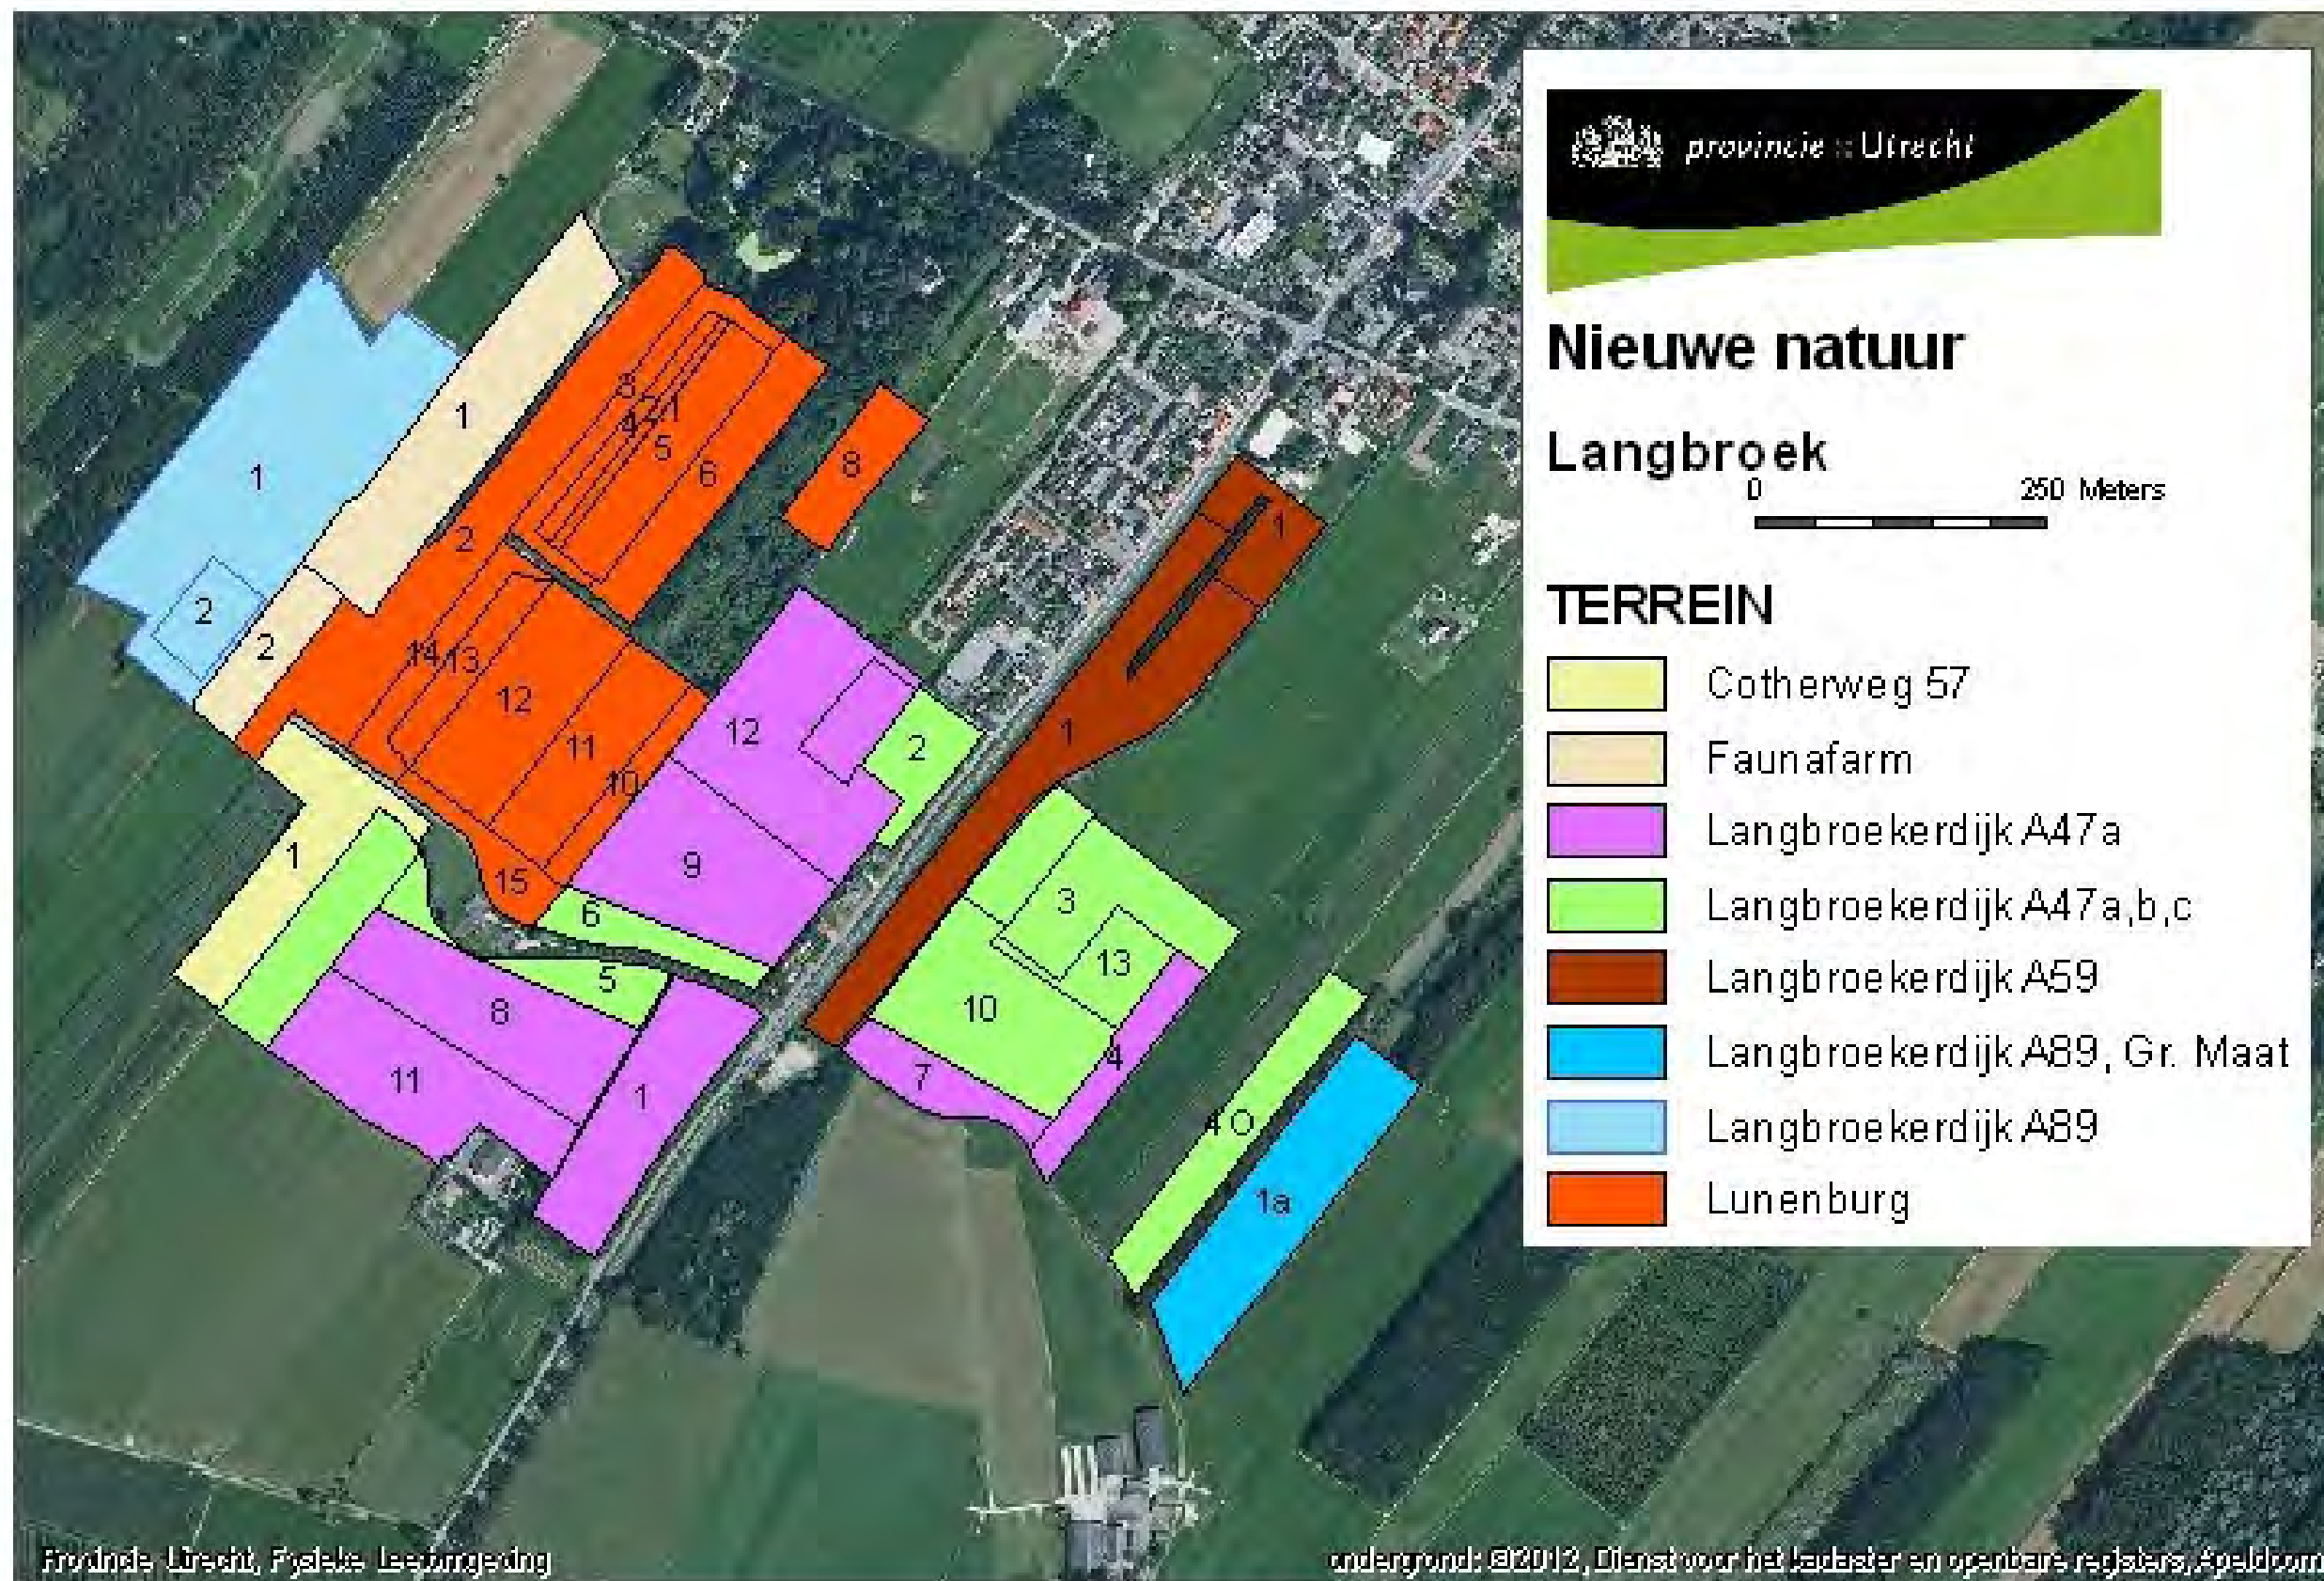 provincie :: Utrecht
Nieuwe natuur
Langbroek
0 250 Meters
TERREIN
Cotherweg 57
Faunafarm
Langbroekerdijk A47a
Langbroekerdijk A47a,b,c
Langbroekerdijk A59
Langbroekerdijk A89, Gr. Maat
Langbroekerdijk A89
Lunenburg
1
1
2
2
3
4 2 1
5
6
8
2
14 13
12
11
10
15
12
2
9
6
1
5
8
11
1
1
1
3
13
10
7
4
4 0
1a
Provincie Utrecht, Fysieke Leefomgeving
ondergrond: ©2012, Dienst voor het kadaster en openbare registers, Apeldoorn